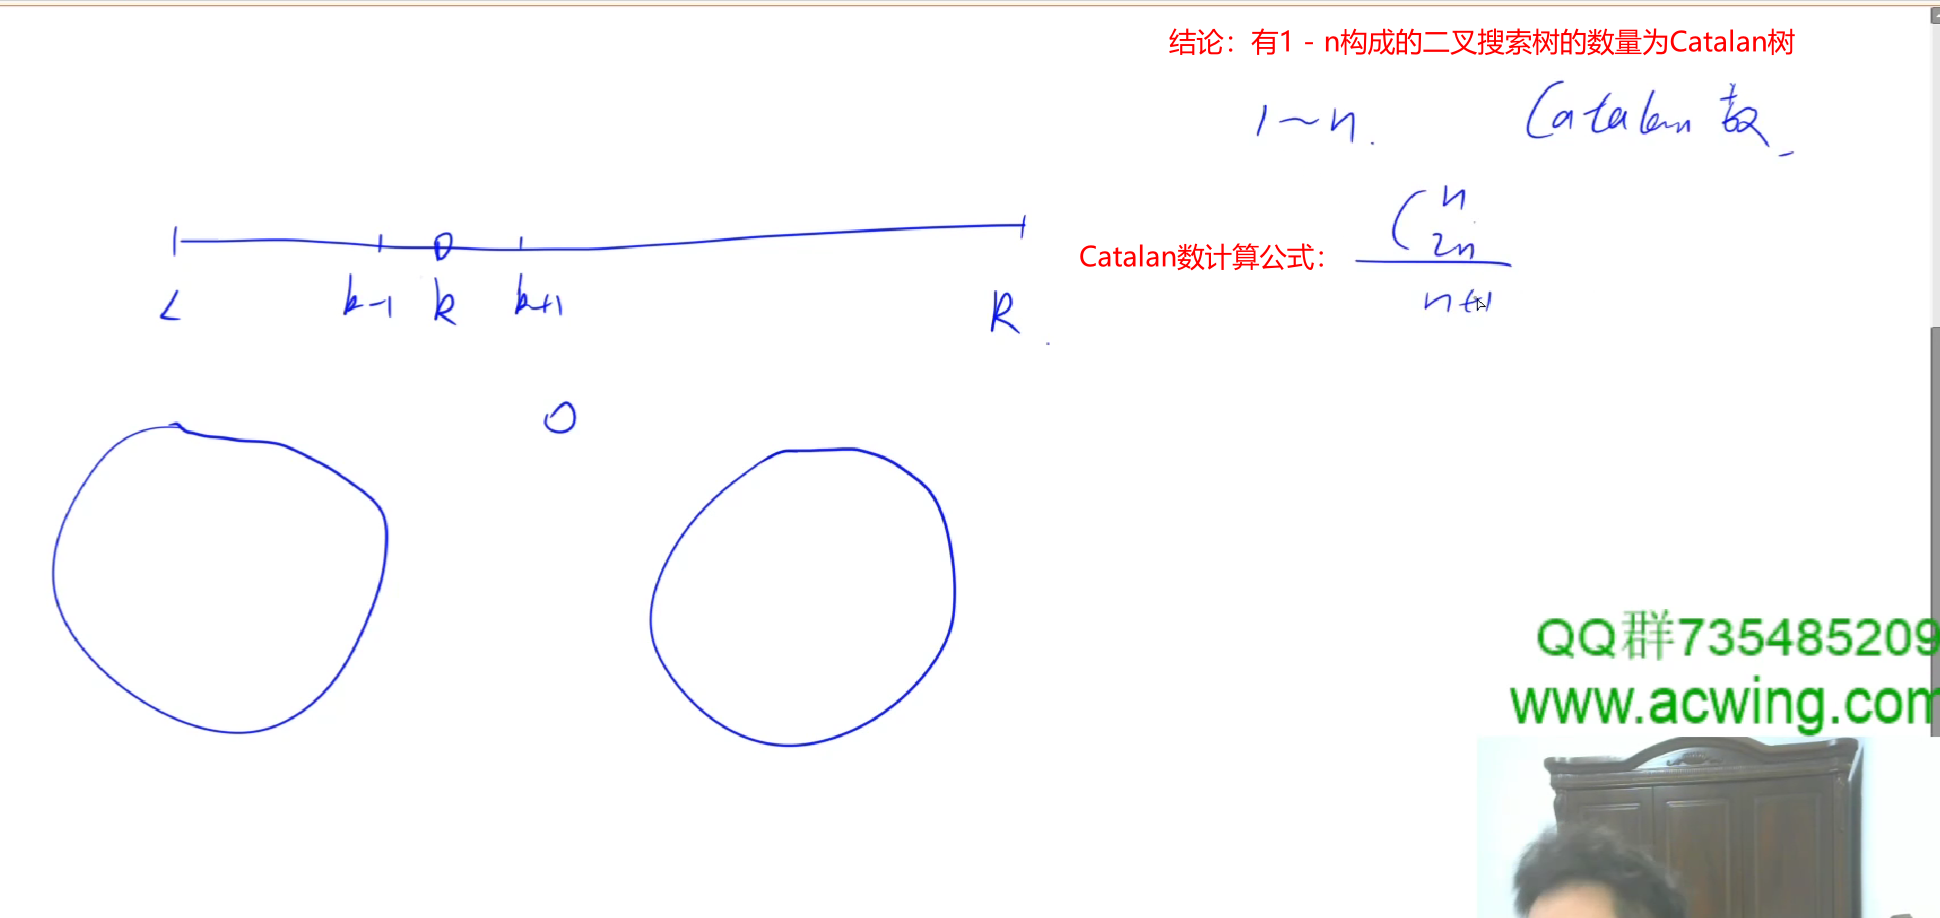 结论：有1 - n构成的二叉搜索树的数量为Catalan树
1~n. Catalan 数
Catalan数计算公式：
C n
2n
n+1
L k-1 k k+1 R
QQ群735485209
www.acwing.com